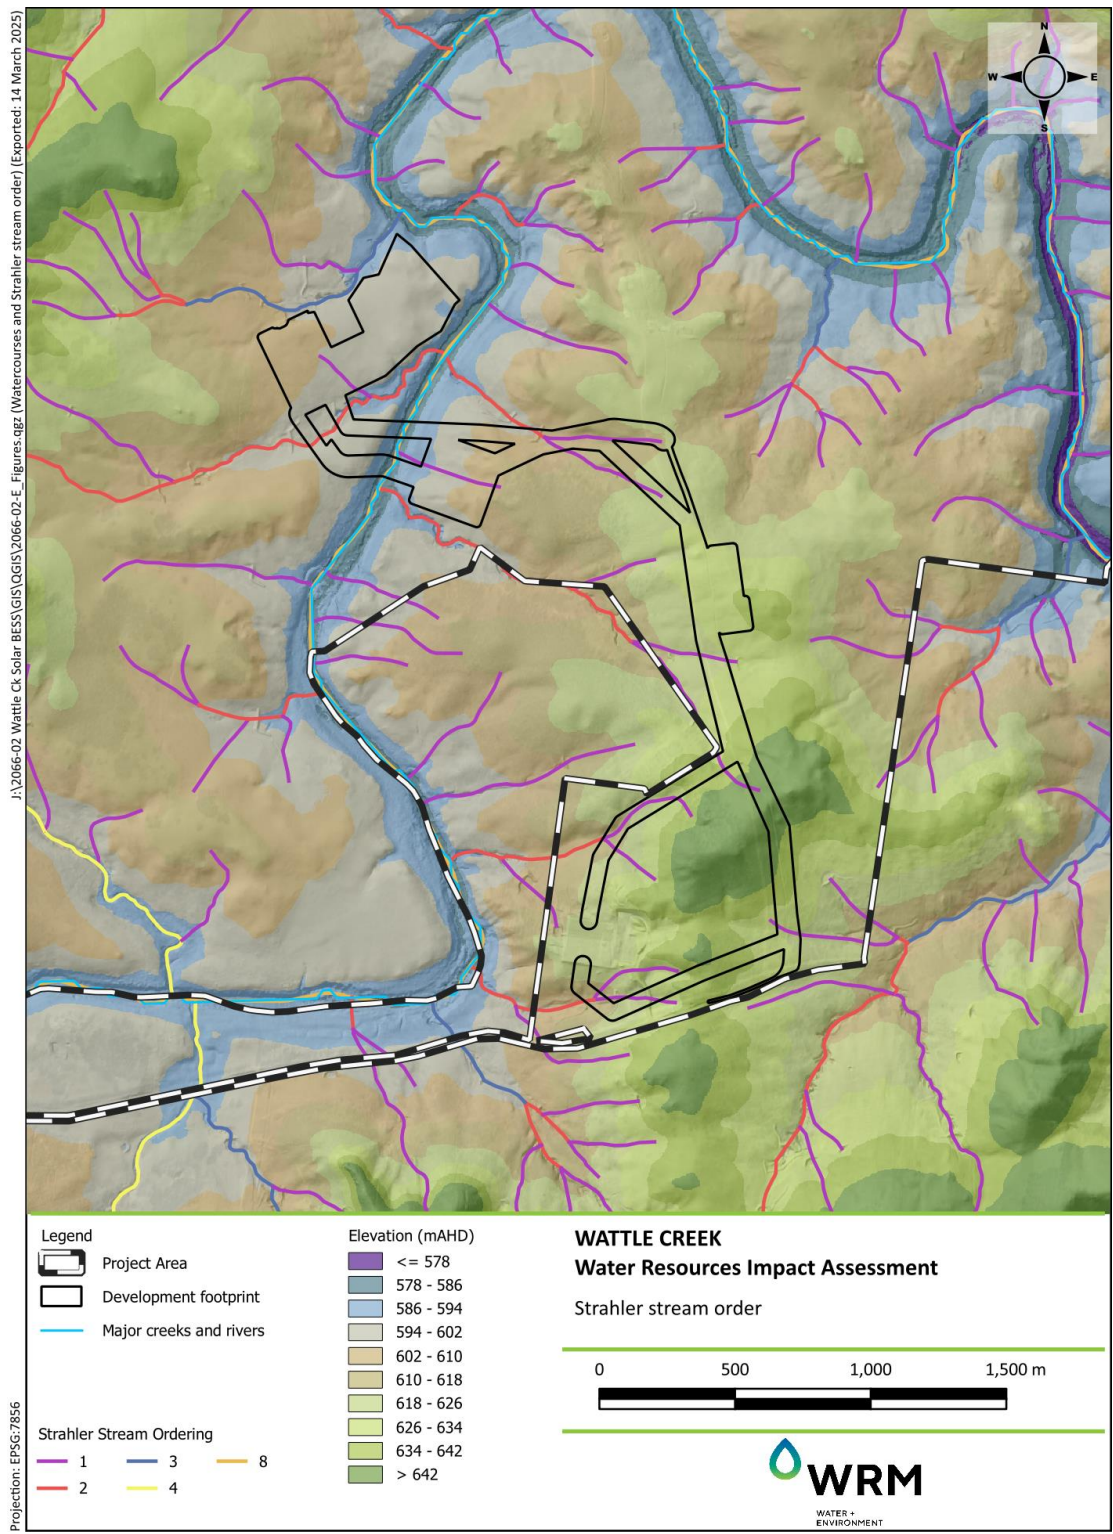 J:\2066-02 Wattle Ck Solar BESS\GIS\QGIS\2066-02-E_Figures.qgz (Watercourses and Strahler stream order) (Exported: 14 March 2025)
Projection: EPSG:7856
N
W E
S
Legend
Project Area
Development footprint
Major creeks and rivers
Strahler Stream Ordering
1 3 8
2 4
Elevation (mAHD)
<= 578
578 - 586
586 - 594
594 - 602
602 - 610
610 - 618
618 - 626
626 - 634
634 - 642
> 642
WATTLE CREEK
Water Resources Impact Assessment
Strahler stream order
0 500 1,000 1,500 m
WRM
WATER +
ENVIRONMENT